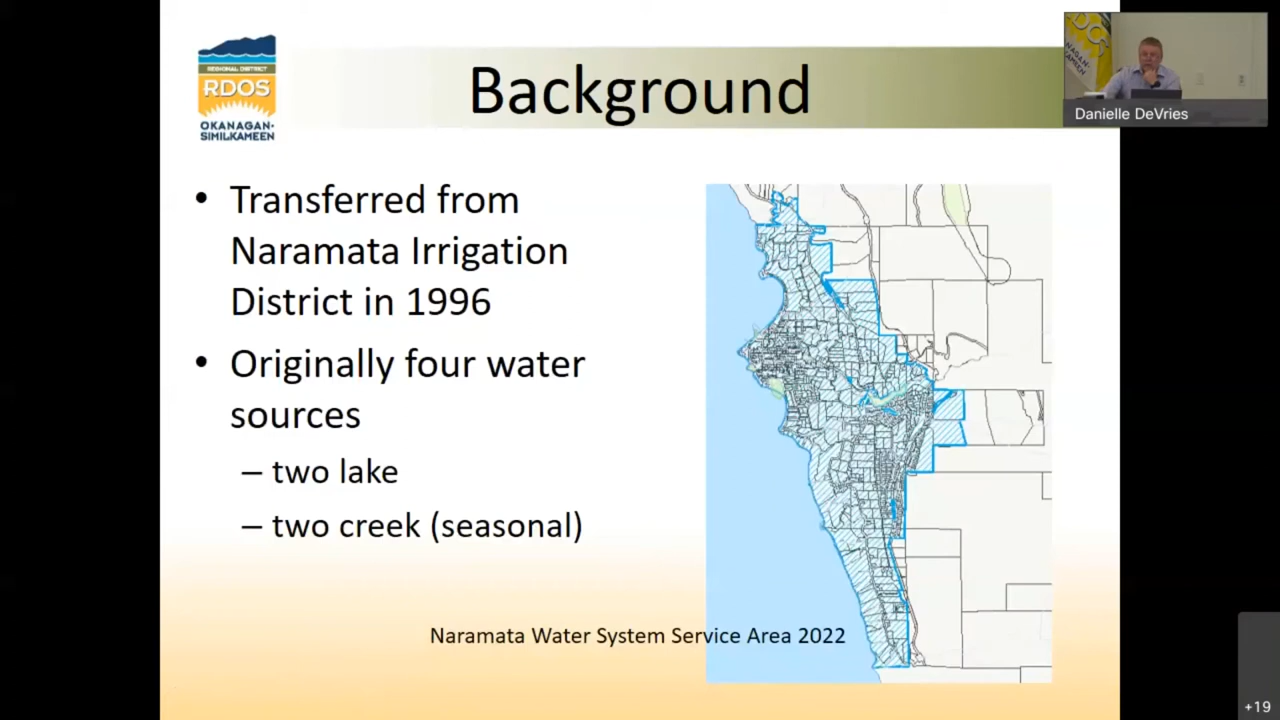 REGIONAL DISTRICT
RDOS
OKANAGAN-
SIMILKAMEEN
Background
Danielle DeVries
• Transferred from
Naramata Irrigation
District in 1996
• Originally four water
sources
– two lake
– two creek (seasonal)
Naramata Water System Service Area 2022
+19